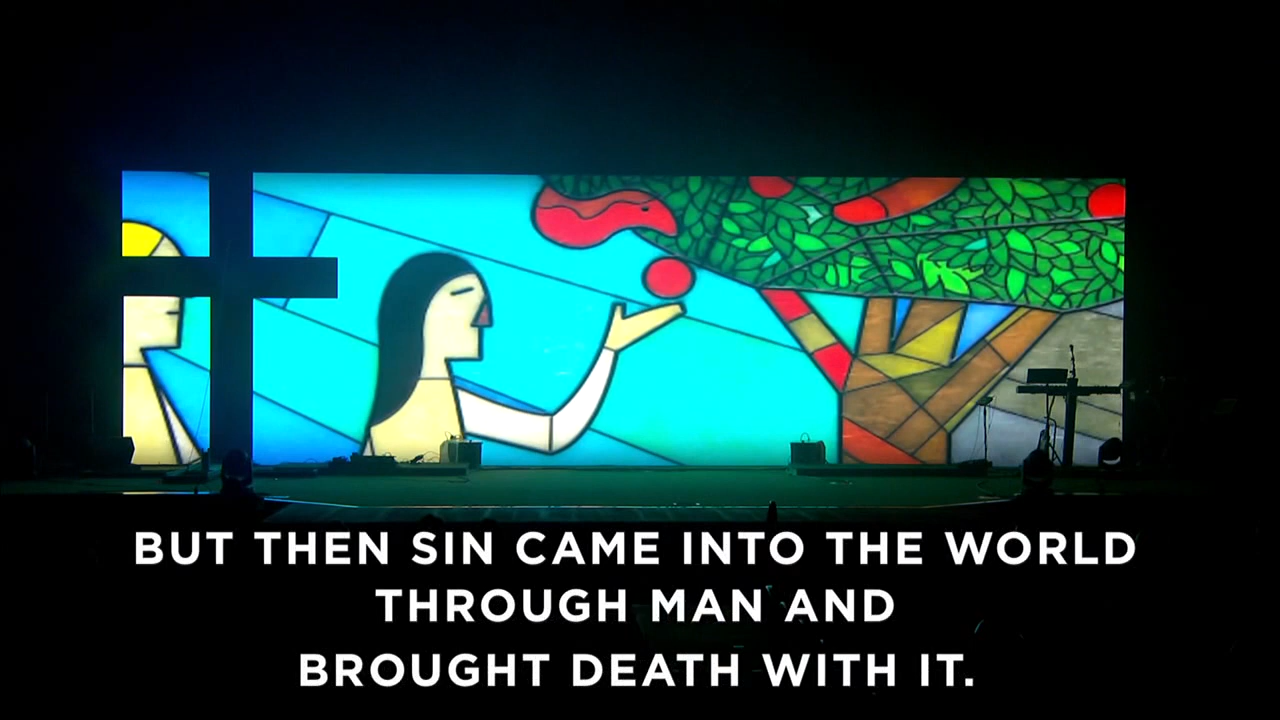 BUT THEN SIN CAME INTO THE WORLD
THROUGH MAN AND
BROUGHT DEATH WITH IT.